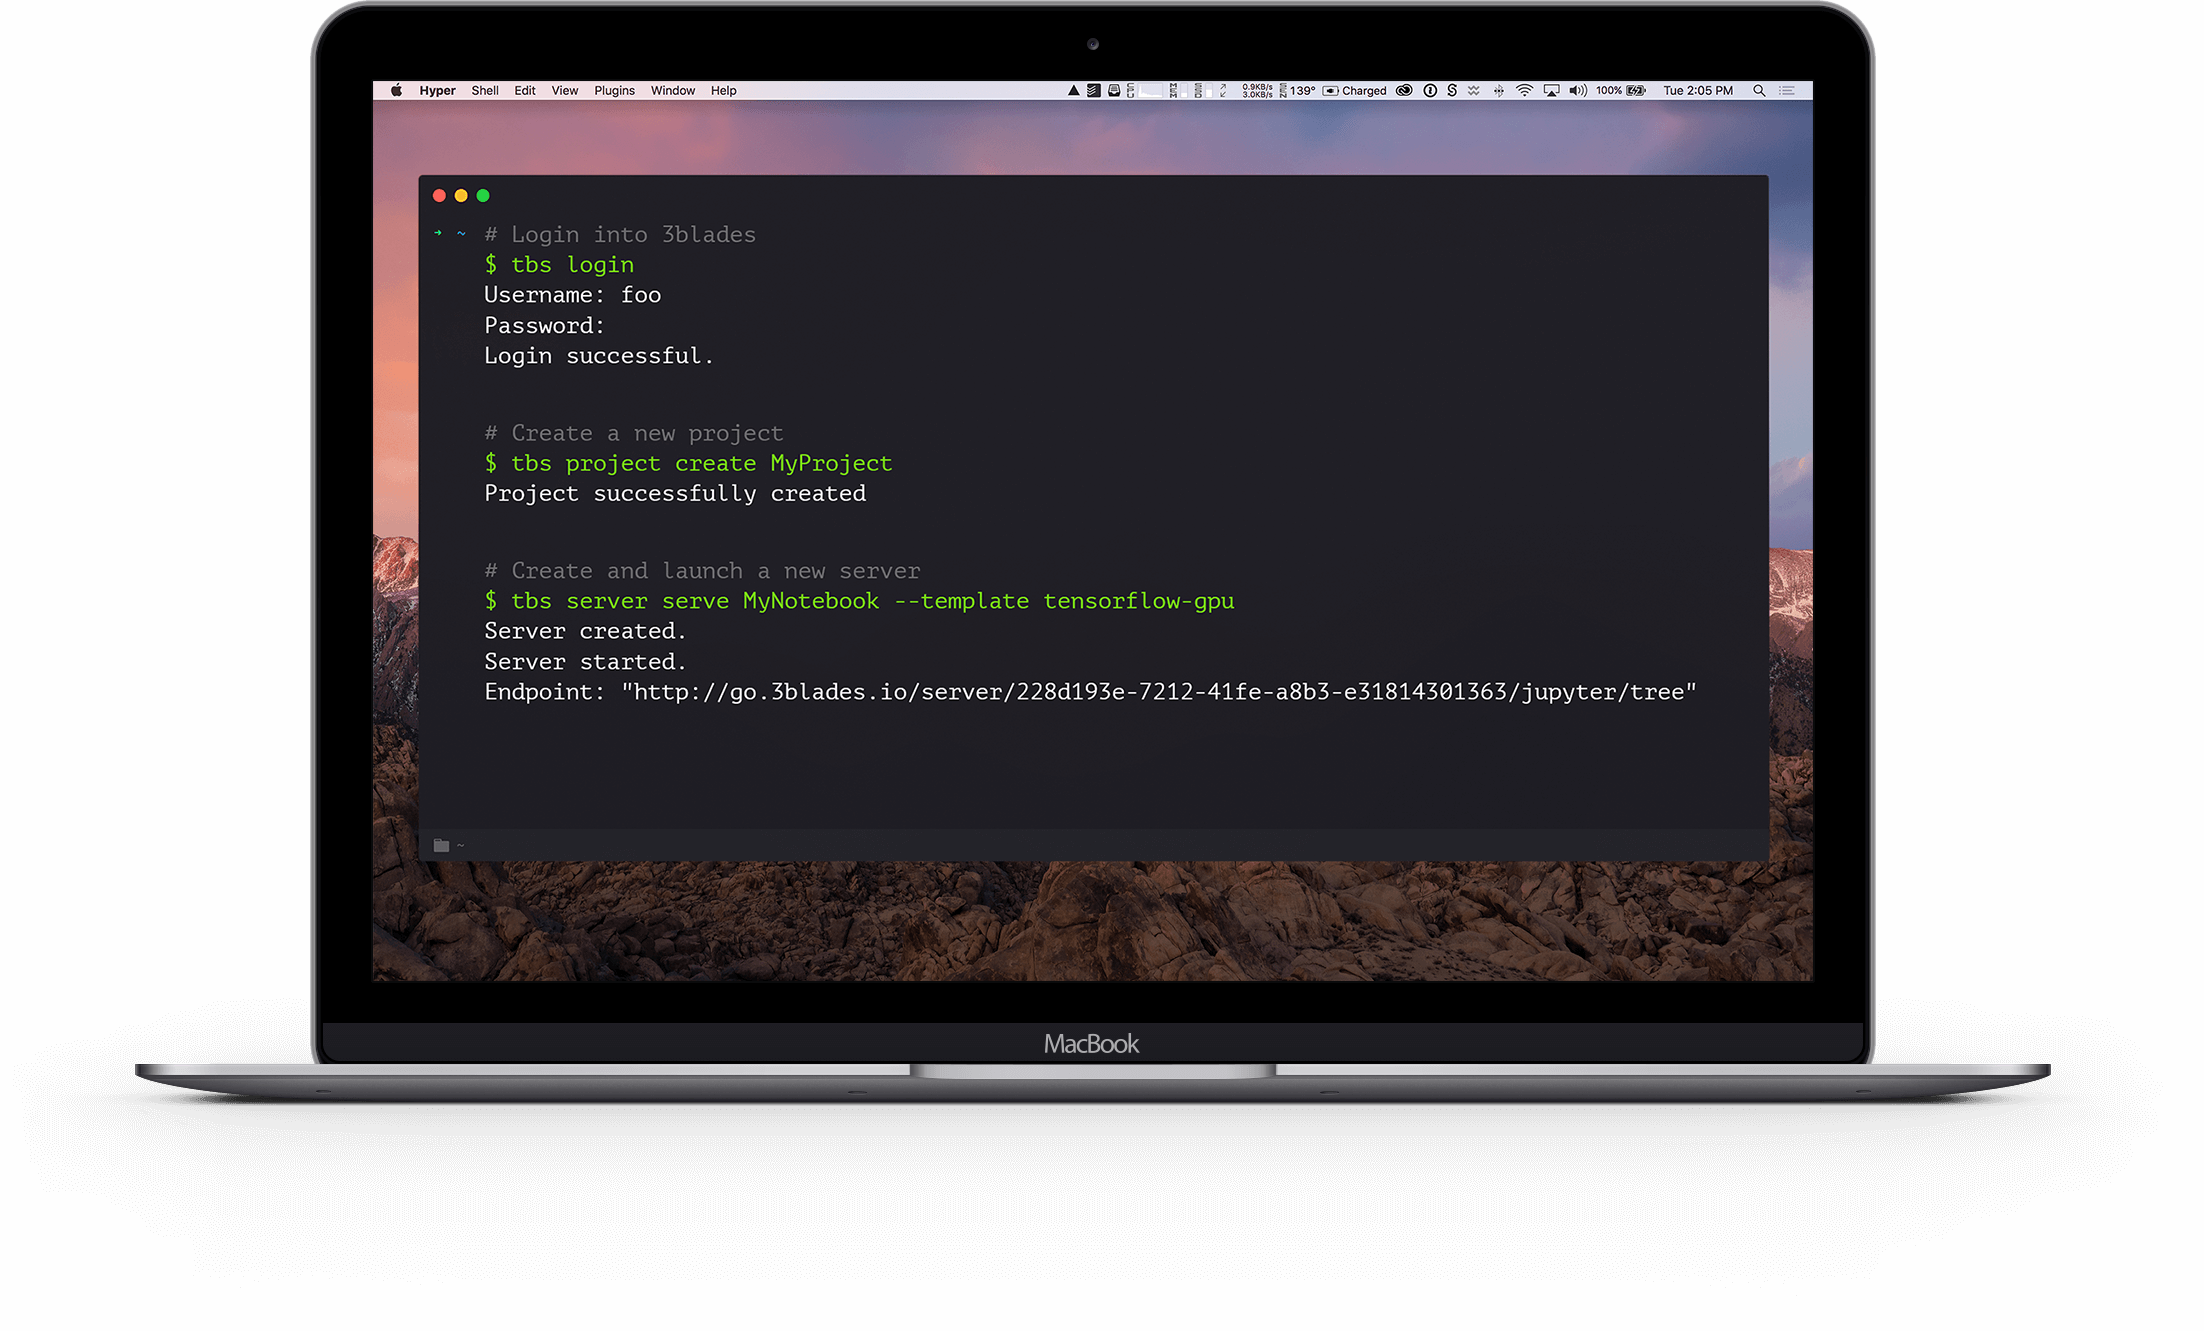 Hyper Shell Edit View Plugins Window Help 0.9KB/s 3.0KB/s 139° Charged 100% Tue 2:05 PM
# Login into 3blades
$ tbs login
Username: foo
Password:
Login successful.
# Create a new project
$ tbs project create MyProject
Project successfully created
# Create and launch a new server
$ tbs server serve MyNotebook --template tensorflow-gpu
Server created.
Server started.
Endpoint: "http://go.3blades.io/server/228d193e-7212-41fe-a8b3-e31814301363/jupyter/tree"
~
MacBook